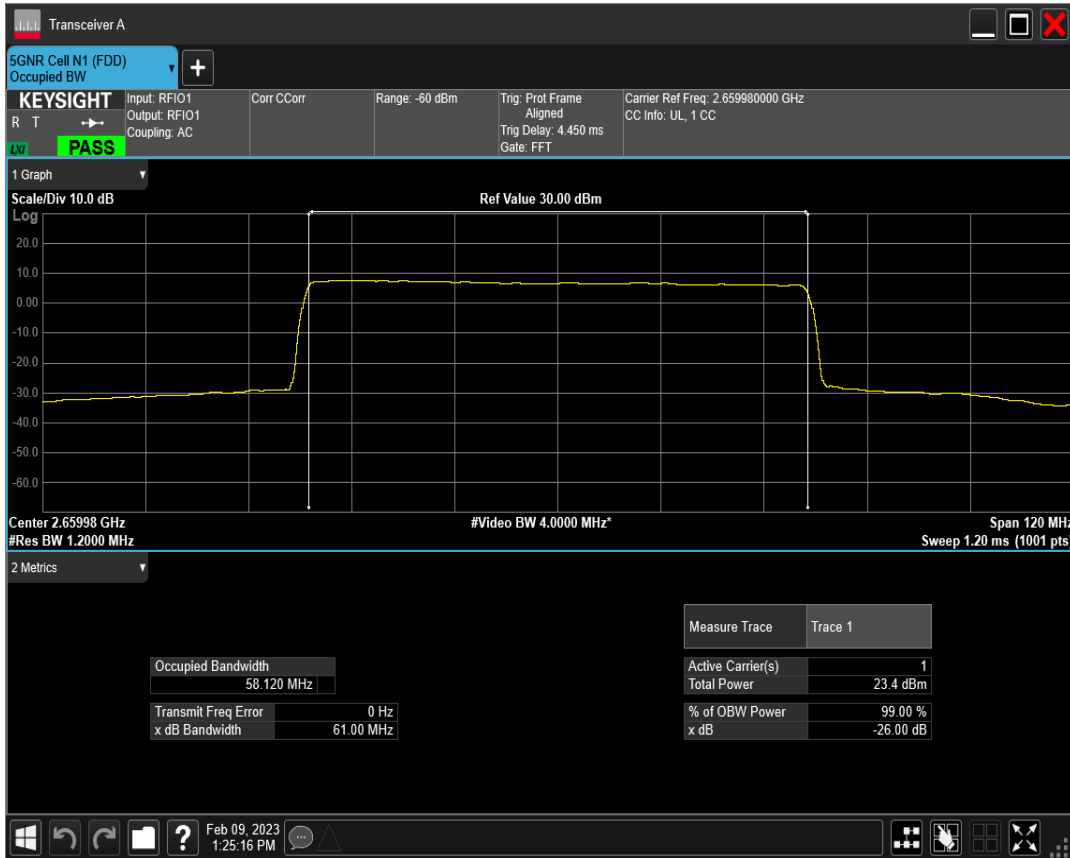 Transceiver A
5GNR Cell N1 (FDD)
Occupied BW
+
KEYSIGHT
R T
LXI
PASS
Input: RFIO1
Output: RFIO1
Coupling: AC
Corr CCorr
Range: -60 dBm
Trig: Prot Frame
Aligned
Trig Delay: 4.450 ms
Gate: FFT
Carrier Ref Freq: 2.659980000 GHz
CC Info: UL, 1 CC
1 Graph
Scale/Div 10.0 dB
Ref Value 30.00 dBm
Log
20.0
10.0
0.00
-10.0
-20.0
-30.0
-40.0
-50.0
-60.0
Center 2.65998 GHz
#Video BW 4.0000 MHz*
Span 120 MHz
#Res BW 1.2000 MHz
Sweep 1.20 ms (1001 pts)
2 Metrics
Measure Trace Trace 1
Occupied Bandwidth
58.120 MHz
Active Carrier(s) 1
Total Power 23.4 dBm
Transmit Freq Error 0 Hz
x dB Bandwidth 61.00 MHz
% of OBW Power 99.00 %
x dB -26.00 dB
?
Feb 09, 2023
1:25:16 PM